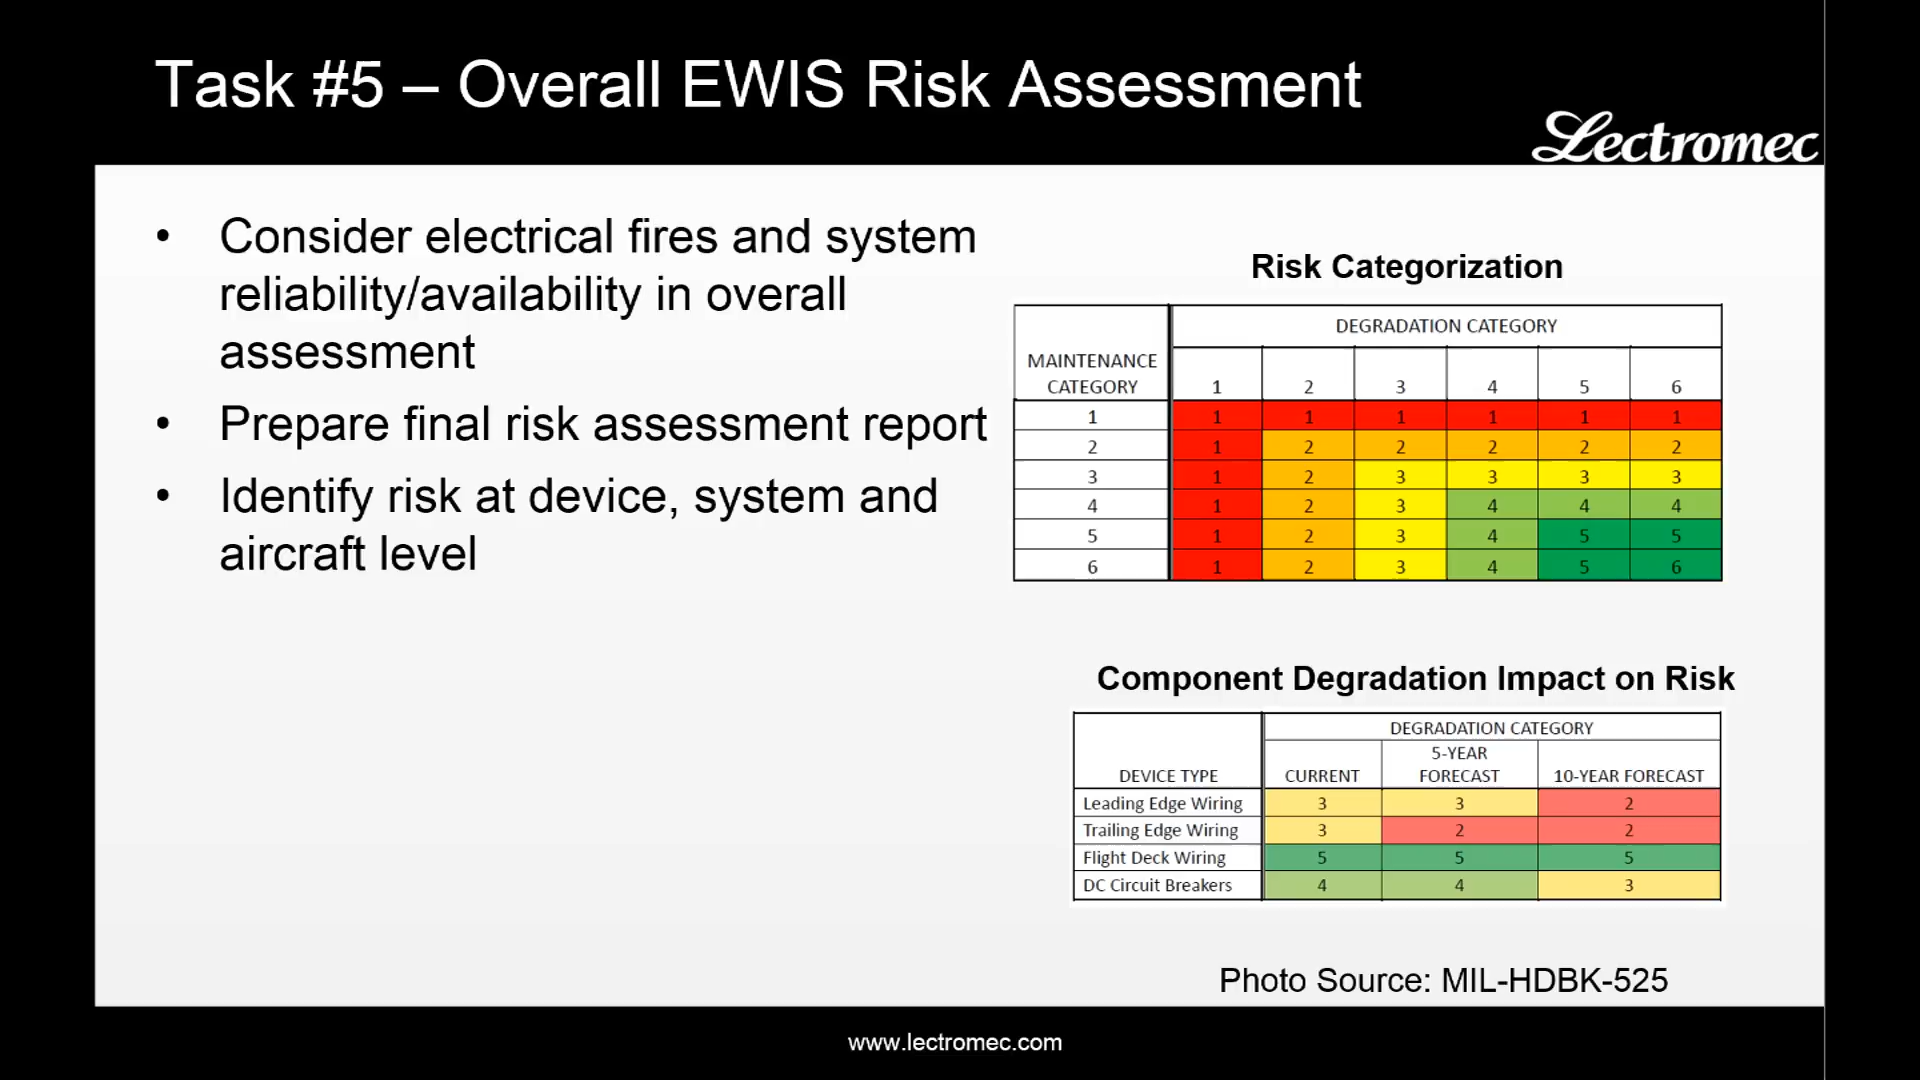 Task #5 – Overall EWIS Risk Assessment
Lectromec
• Consider electrical fires and system
reliability/availability in overall
assessment
• Prepare final risk assessment report
• Identify risk at device, system and
aircraft level
Risk Categorization
DEGRADATION CATEGORY
MAINTENANCE
CATEGORY 1 2 3 4 5 6
1 1 1 1 1 1 1
2 1 2 2 2 2 2
3 1 2 3 3 3 3
4 1 2 3 4 4 4
5 1 2 3 4 5 5
6 1 2 3 4 5 6
Component Degradation Impact on Risk
DEGRADATION CATEGORY
5-YEAR
DEVICE TYPE CURRENT FORECAST 10-YEAR FORECAST
Leading Edge Wiring 3 3 2
Trailing Edge Wiring 3 2 2
Flight Deck Wiring 5 5 5
DC Circuit Breakers 4 4 3
Photo Source: MIL-HDBK-525
www.lectromec.com